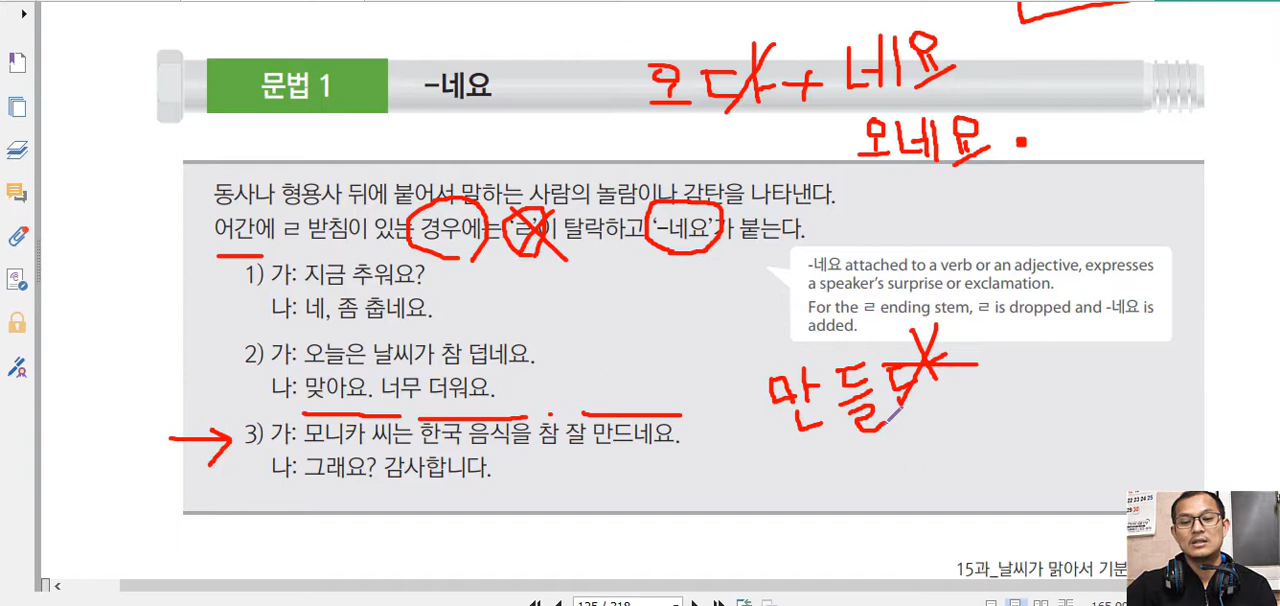 문법 1 -네요
오다 + 네요
오네요.
동사나 형용사 뒤에 붙어서 말하는 사람의 놀람이나 감탄을 나타낸다.
어간에 ㄹ 받침이 있는 경우에는 'ㄹ'이 탈락하고 '-네요'가 붙는다.
1) 가: 지금 추워요?
나: 네, 좀 춥네요.
2) 가: 오늘은 날씨가 참 덥네요.
나: 맞아요. 너무 더워요.
3) 가: 모니카 씨는 한국 음식을 참 잘 만드네요.
나: 그래요? 감사합니다.
-네요 attached to a verb or an adjective, expresses
a speaker's surprise or exclamation.
For the ㄹ ending stem, ㄹ is dropped and -네요 is
added.
만들다
15과_날씨가 맑아서 기분
125 / 218